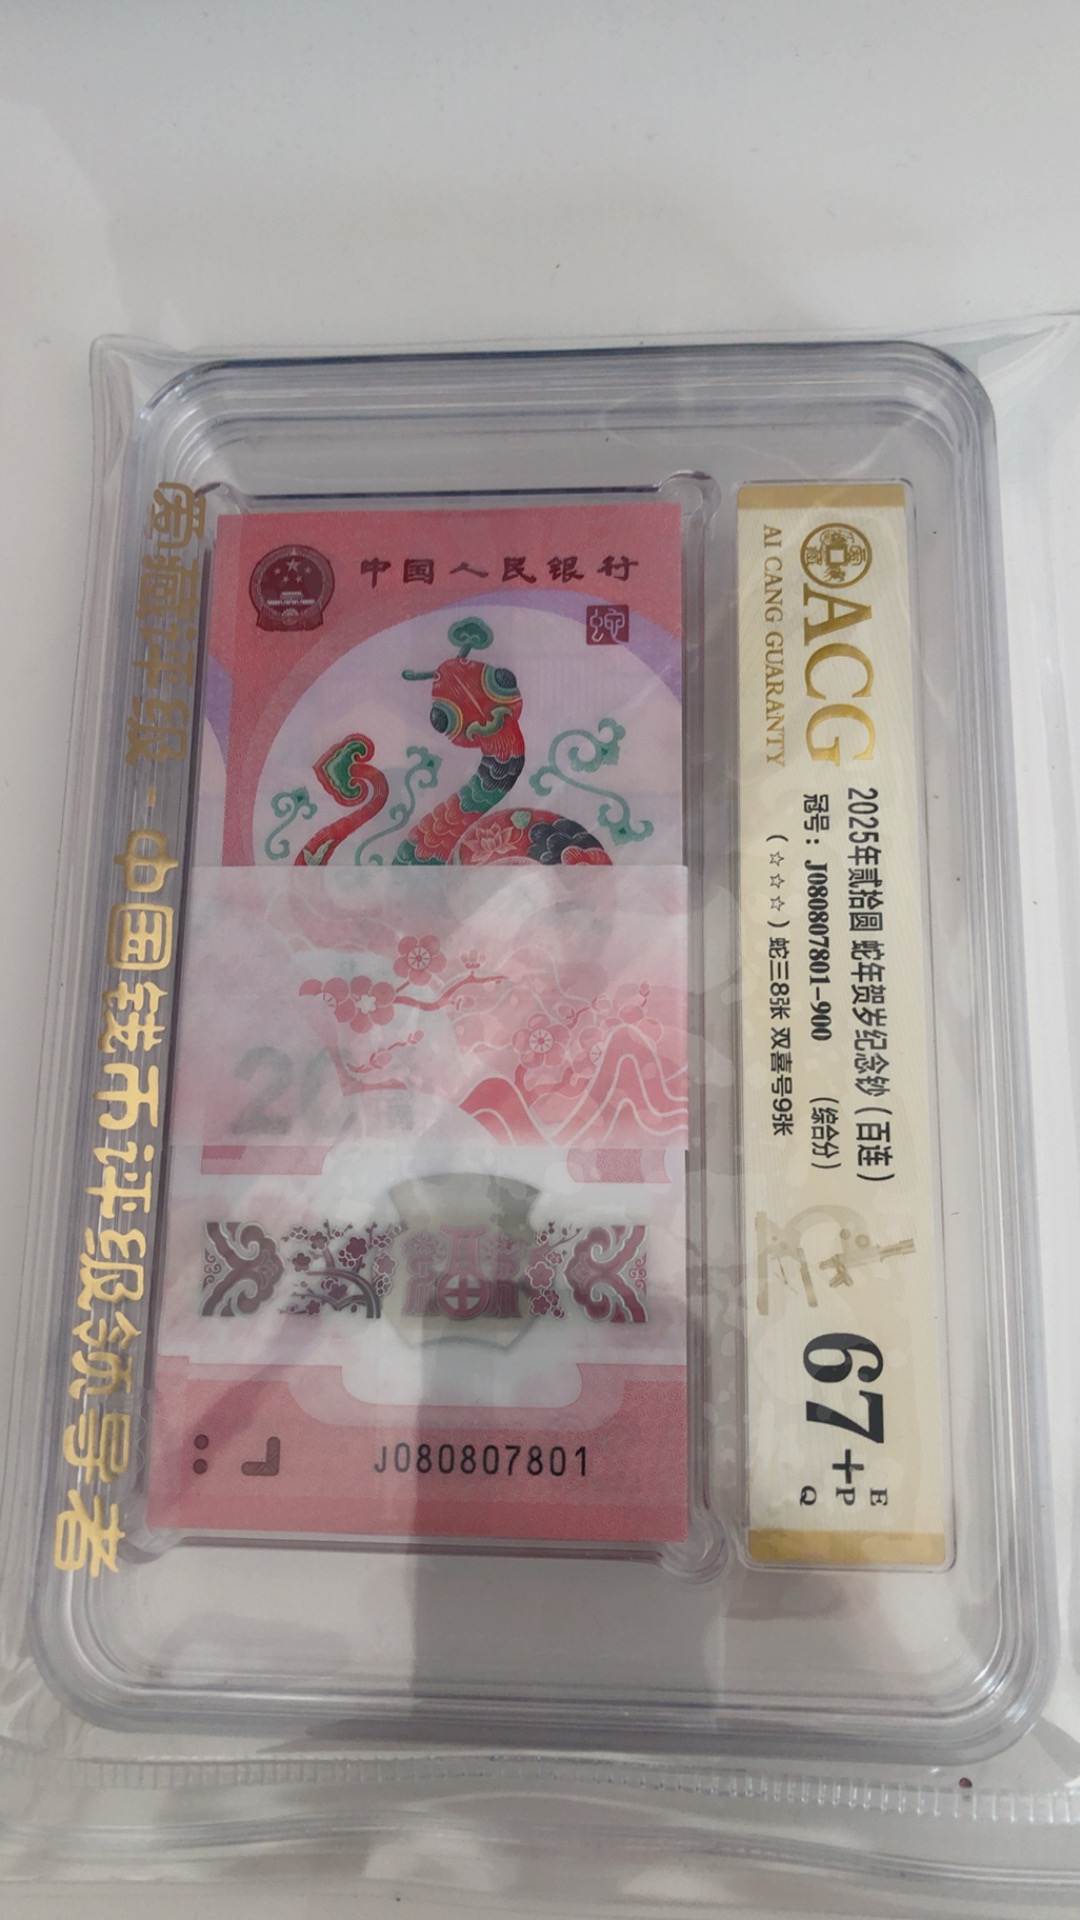 爱藏评级-中国钱币评级领导者
中国人民银行
蛇
20
福
J080807801
ACG
AI CANG GUARANTY
2025年贰拾圆 蛇年贺岁纪念钞（百连）
冠号：J080807801-900 （综合分）
（☆☆☆）蛇三8张 双喜号9张
67+
E
P
Q